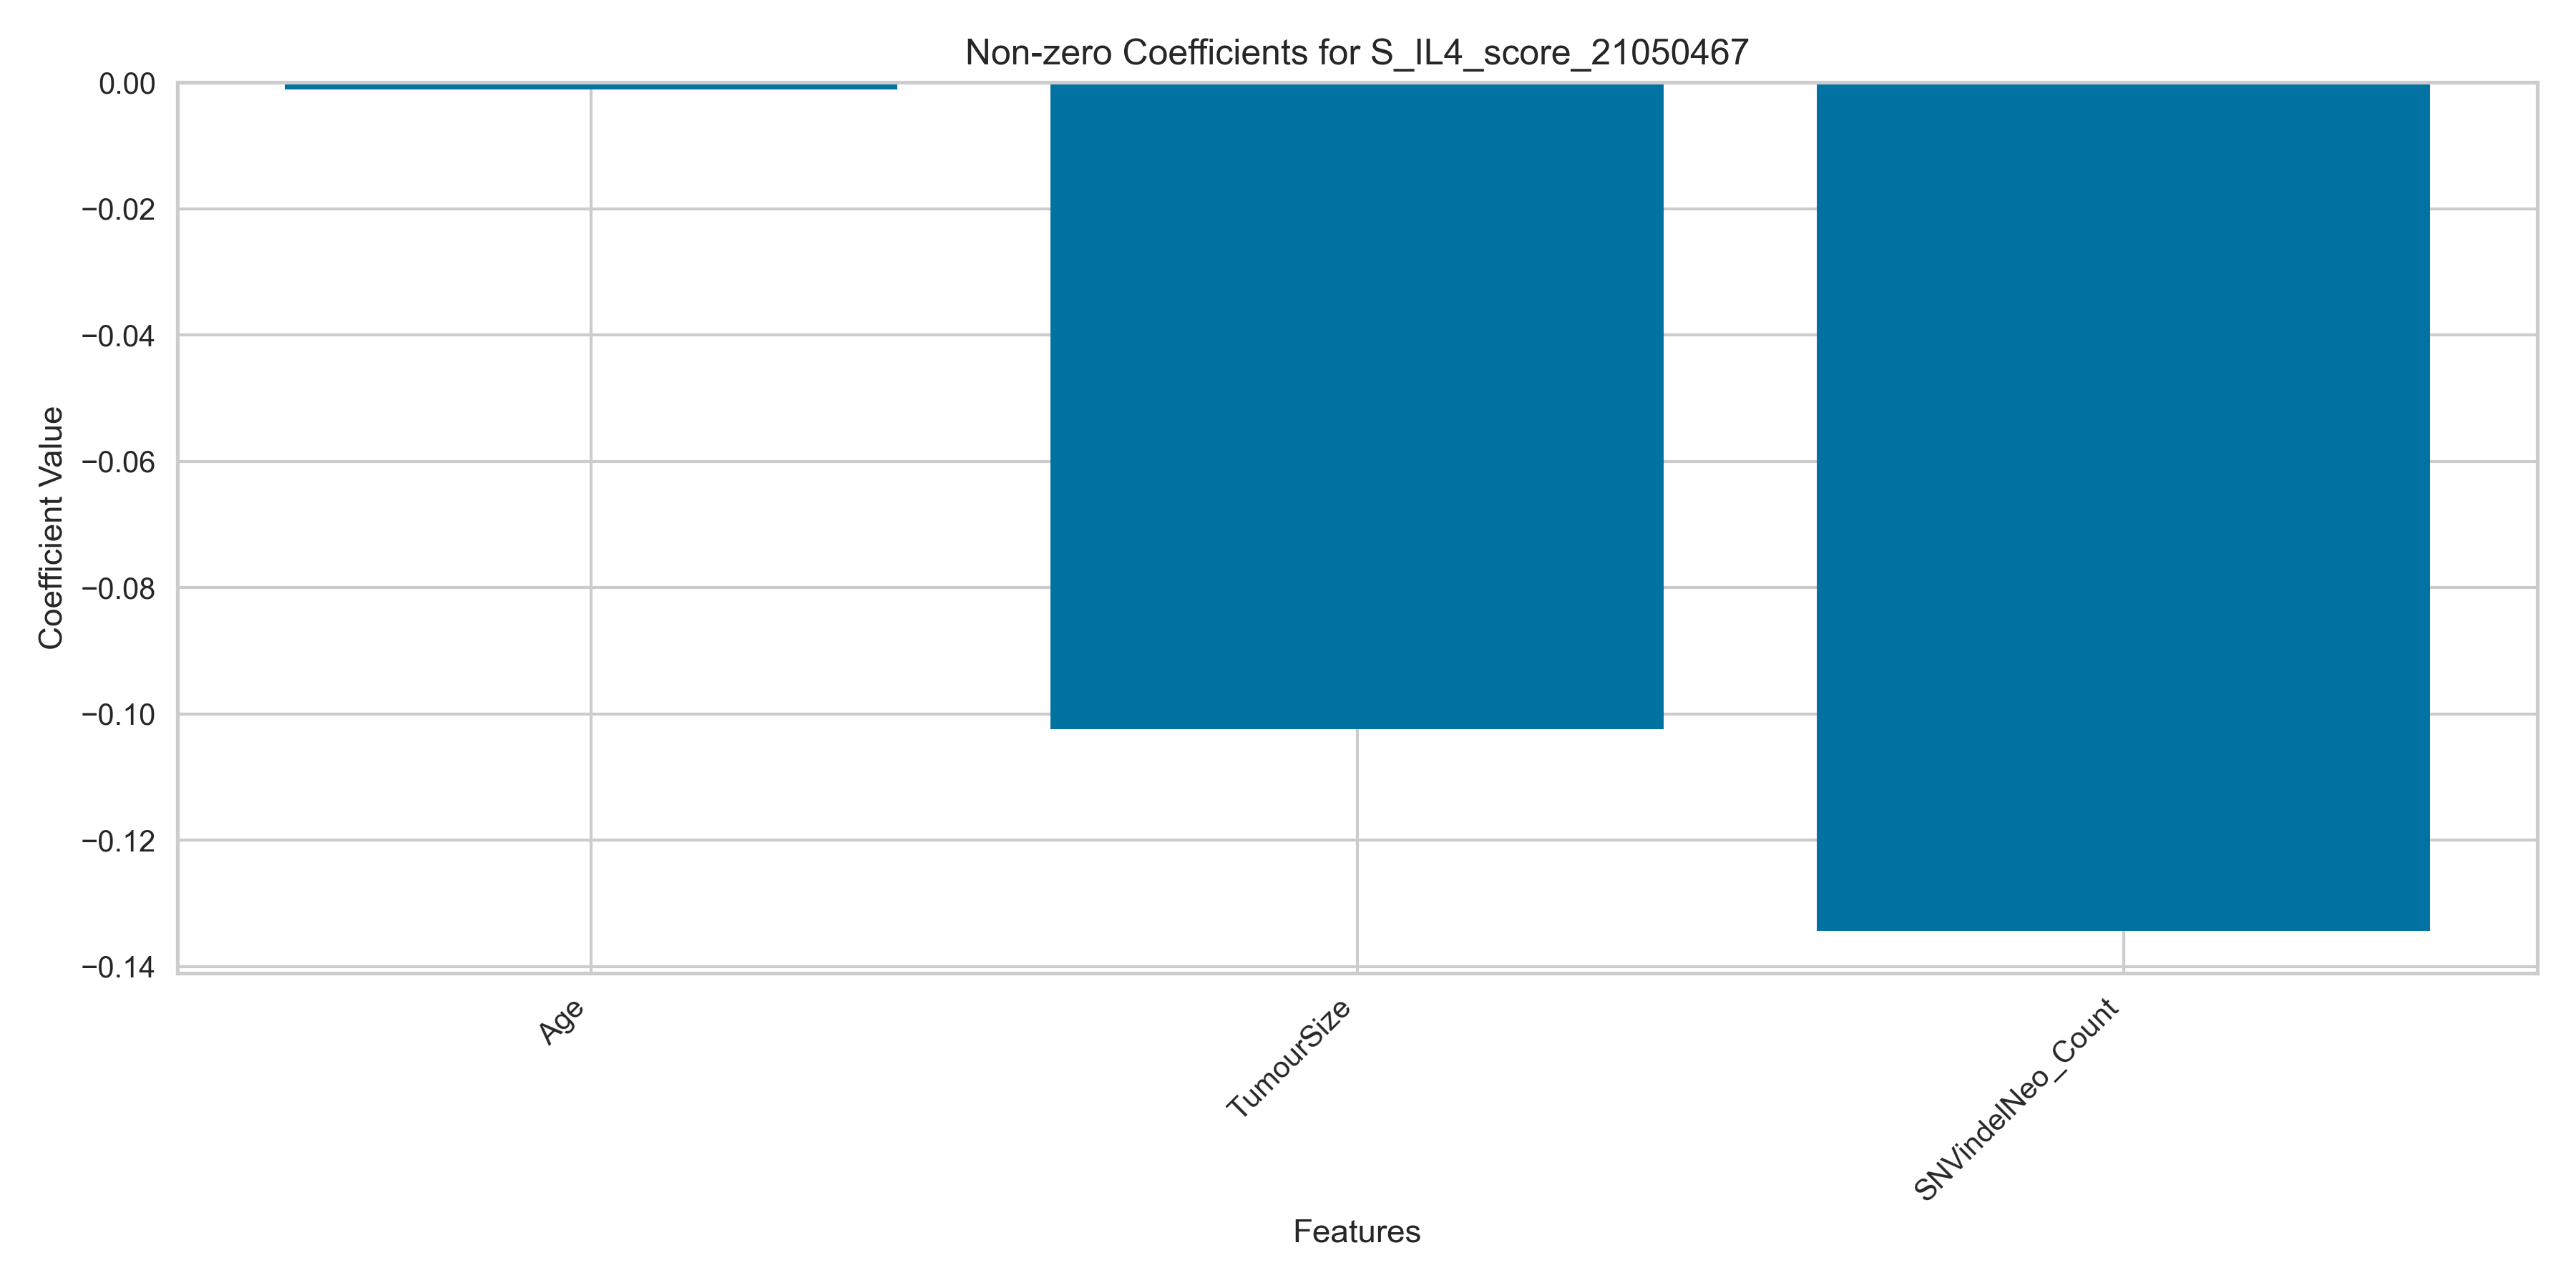 Non-zero Coefficients for S_IL4_score_21050467
0.00
−0.02
−0.04
−0.06
−0.08
−0.10
−0.12
−0.14
Coefficient Value
Age
TumourSize
SNVindelNeo_Count
Features